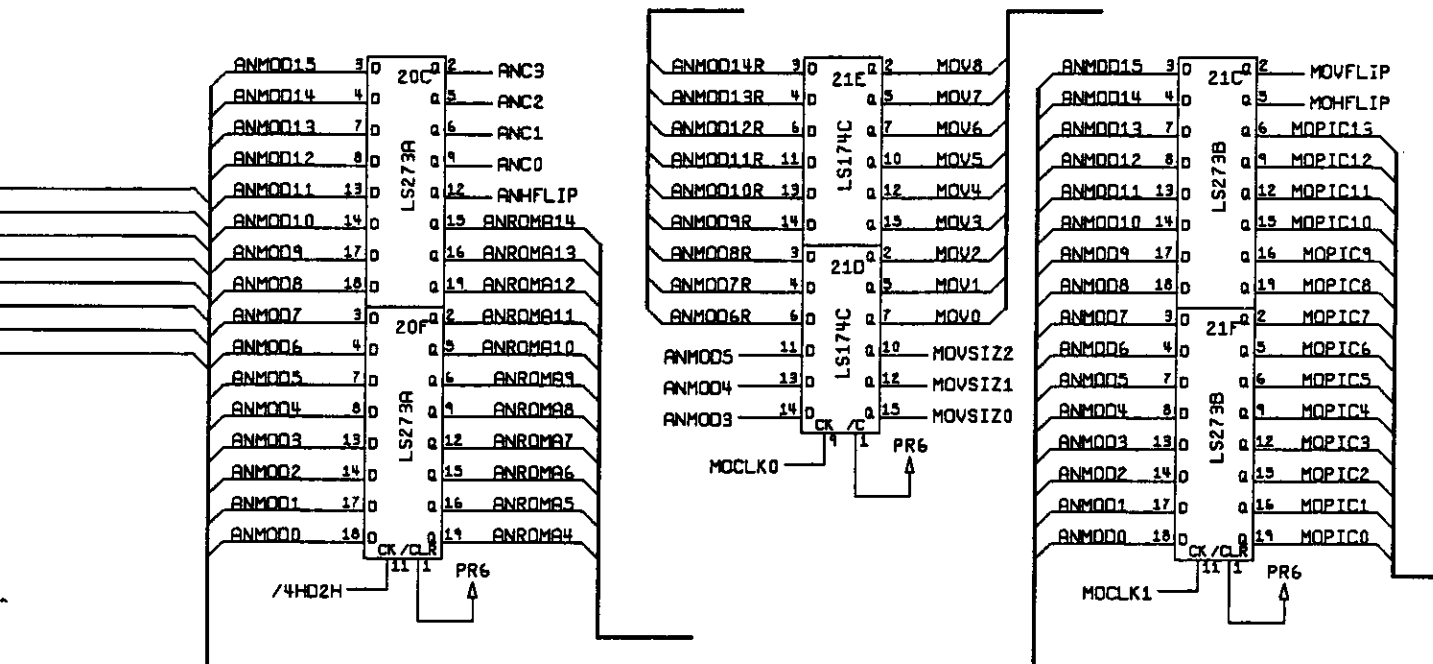 ANMOD15 3 D 20C Q 2 ANC3
ANMOD14 4 D Q 5 ANC2
ANMOD13 7 D Q 6 ANC1
ANMOD12 8 D Q 9 ANC0
ANMOD11 13 D Q 12 ANHFLIP
ANMOD10 14 D Q 15 ANROMA14
ANMOD9 17 D Q 16 ANROMA13
ANMOD8 18 D Q 19 ANROMA12
LS273A
ANMOD7 3 D 20F Q 2 ANROMA11
ANMOD6 4 D Q 5 ANROMA10
ANMOD5 7 D Q 6 ANROMA9
ANMOD4 8 D Q 9 ANROMA8
ANMOD3 13 D Q 12 ANROMA7
ANMOD2 14 D Q 15 ANROMA6
ANMOD1 17 D Q 16 ANROMA5
ANMOD0 18 D Q 19 ANROMA4
LS273A
CK /CLR
11 1 PR6
/4HD2H
ANMOD14R 3 D 21E Q 2 MOV8
ANMOD13R 4 D Q 5 MOV7
ANMOD12R 6 D Q 7 MOV6
ANMOD11R 11 D Q 10 MOV5
ANMOD10R 13 D Q 12 MOV4
ANMOD9R 14 D Q 15 MOV3
LS174C
ANMOD8R 3 D 21D Q 2 MOV2
ANMOD7R 4 D Q 5 MOV1
ANMOD6R 6 D Q 7 MOV0
ANMOD5 11 D Q 10 MOVSIZ2
ANMOD4 13 D Q 12 MOVSIZ1
ANMOD3 14 D Q 15 MOVSIZ0
LS174C
CK /C
9 1 PR6
MOCLK0
ANMOD15 3 D 21C Q 2 MOVFLIP
ANMOD14 4 D Q 5 MOHFLIP
ANMOD13 7 D Q 6 MOPIC13
ANMOD12 8 D Q 9 MOPIC12
ANMOD11 13 D Q 12 MOPIC11
ANMOD10 14 D Q 15 MOPIC10
ANMOD9 17 D Q 16 MOPIC9
ANMOD8 18 D Q 19 MOPIC8
LS273B
ANMOD7 3 D 21F Q 2 MOPIC7
ANMOD6 4 D Q 5 MOPIC6
ANMOD5 7 D Q 6 MOPIC5
ANMOD4 8 D Q 9 MOPIC4
ANMOD3 13 D Q 12 MOPIC3
ANMOD2 14 D Q 15 MOPIC2
ANMOD1 17 D Q 16 MOPIC1
ANMOD0 18 D Q 19 MOPIC0
LS273B
CK /CLR
11 1 PR6
MOCLK1